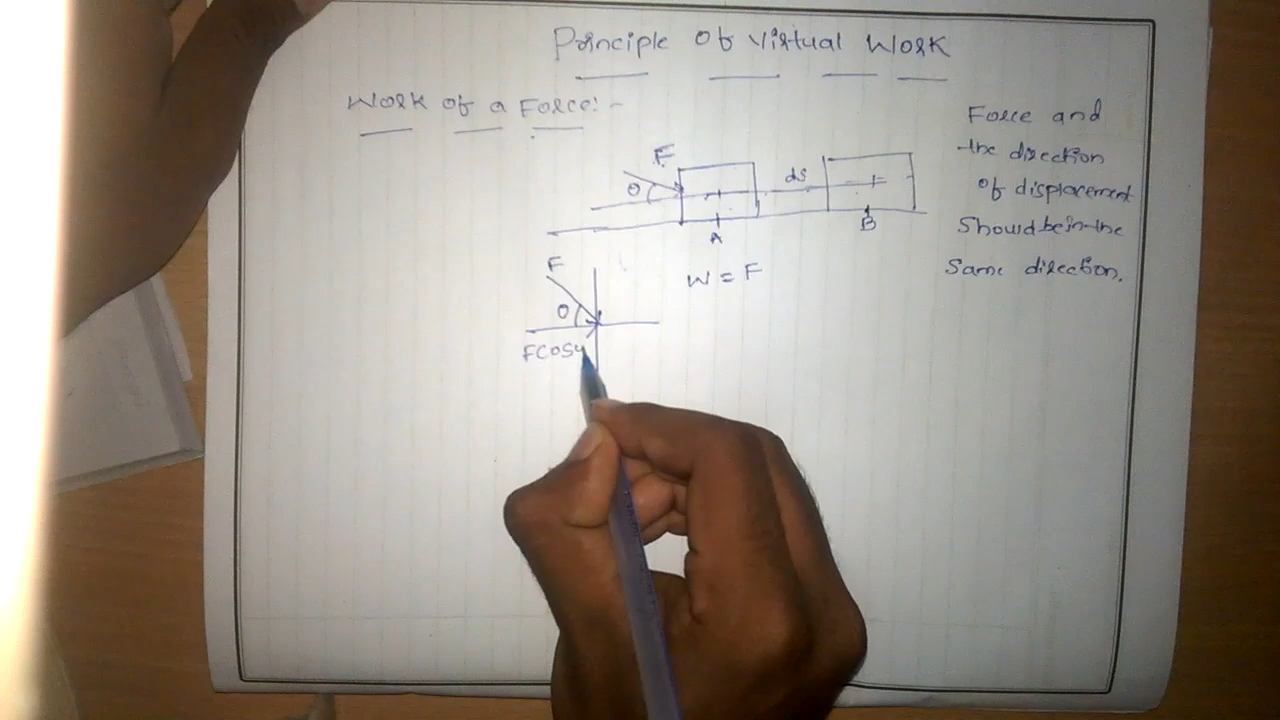 Principle of Virtual Work
Work of a Force:-
Force and
the direction
of displacement
Should be in the
Same direction.
F
θ
ds
A
B
W = F
F
θ
FCOS